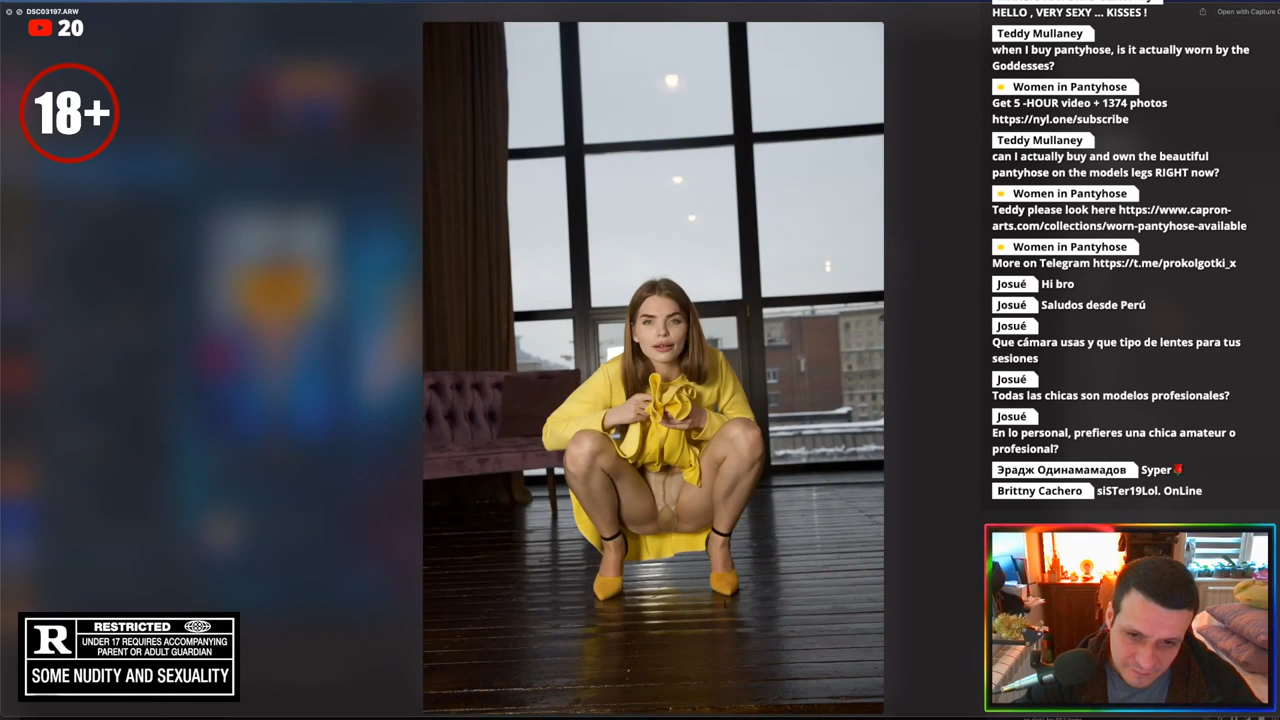 DSC03197.ARW
Open with Capture
20
18+
HELLO , VERY SEXY ... KISSES !
Teddy Mullaney
when I buy pantyhose, is it actually worn by the
Goddesses?
Women in Pantyhose
Get 5 -HOUR video + 1374 photos
https://nyl.one/subscribe
Teddy Mullaney
can I actually buy and own the beautiful
pantyhose on the models legs RIGHT now?
Women in Pantyhose
Teddy please look here https://www.capron-
arts.com/collections/worn-pantyhose-available
Women in Pantyhose
More on Telegram https://t.me/prokolgotki_x
Josué Hi bro
Josué Saludos desde Perú
Josué
Que cámara usas y que tipo de lentes para tus
sesiones
Josué
Todas las chicas son modelos profesionales?
Josué
En lo personal, prefieres una chica amateur o
profesional?
Эрадж Одинамамадов Syper
Brittny Cachero siSTer19Lol. OnLine
R
RESTRICTED
UNDER 17 REQUIRES ACCOMPANYING
PARENT OR ADULT GUARDIAN
SOME NUDITY AND SEXUALITY